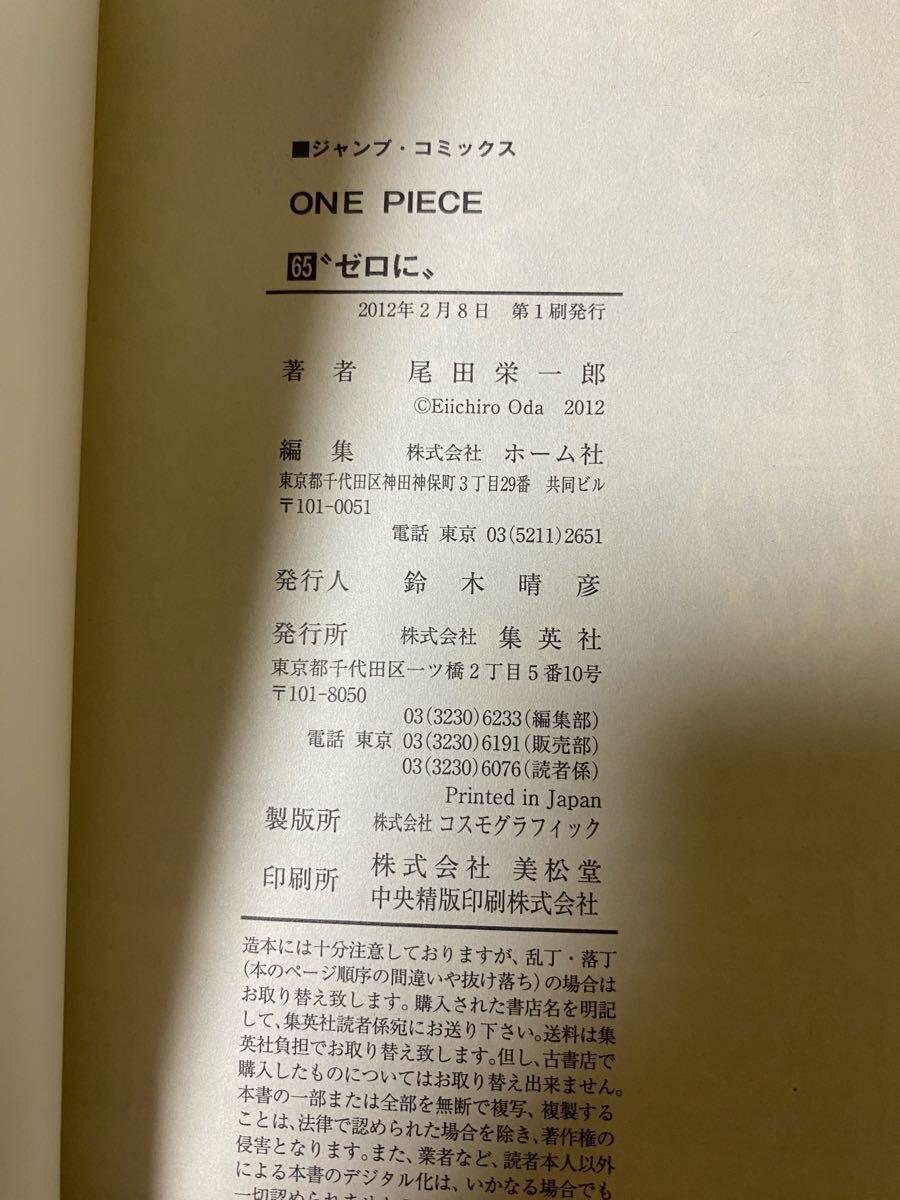 ■ジャンプ・コミックス
ONE PIECE
65〝ゼロに〟
2012年2月8日 第1刷発行
著者 尾田栄一郎
©Eiichiro Oda 2012
編集 株式会社 ホーム社
東京都千代田区神田神保町3丁目29番 共同ビル
〒101-0051
電話 東京 03(5211)2651
発行人 鈴木晴彦
発行所 株式会社 集英社
東京都千代田区一ツ橋2丁目5番10号
〒101-8050
03(3230)6233(編集部)
電話 東京 03(3230)6191(販売部)
03(3230)6076(読者係)
Printed in Japan
製版所 株式会社 コスモグラフィック
印刷所 株式会社 美松堂
中央精版印刷株式会社
造本には十分注意しておりますが、乱丁・落丁
(本のページ順序の間違いや抜け落ち)の場合は
お取り替え致します。購入された書店名を明記
して、集英社読者係宛にお送り下さい。送料は集
英社負担でお取り替え致します。但し、古書店で
購入したものについてはお取り替え出来ません。
本書の一部または全部を無断で複写、複製する
ことは、法律で認められた場合を除き、著作権の
侵害となります。また、業者など、読者本人以外
による本書のデジタル化は、いかなる場合でも
一切認められません